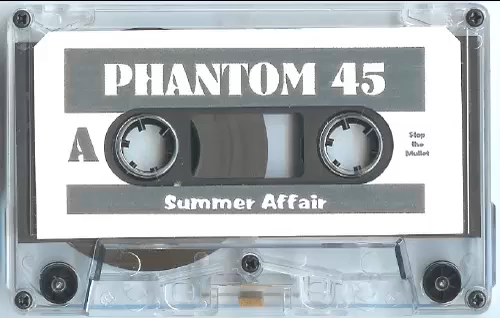 PHANTOM 45
A
Stop
the
Mullet
Summer Affair